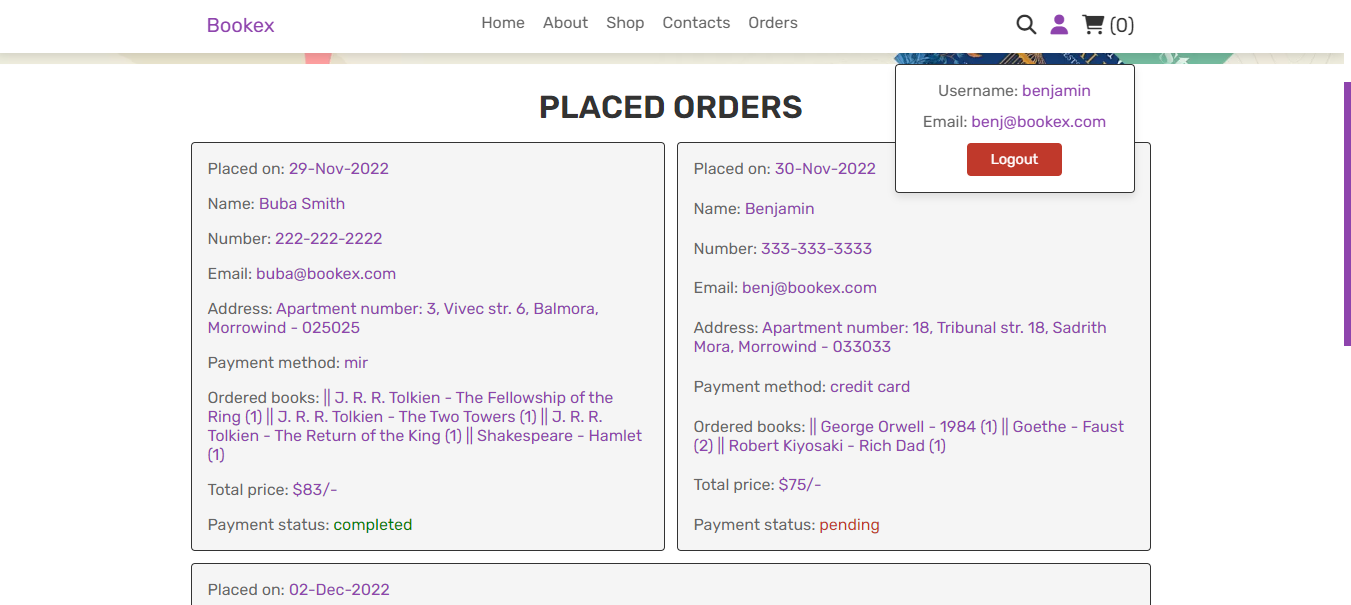 Bookex
Home About Shop Contacts Orders
(0)
Username: benjamin
Email: benj@bookex.com
Logout
PLACED ORDERS
Placed on: 29-Nov-2022
Name: Buba Smith
Number: 222-222-2222
Email: buba@bookex.com
Address: Apartment number: 3, Vivec str. 6, Balmora,
Morrowind - 025025
Payment method: mir
Ordered books: || J. R. R. Tolkien - The Fellowship of the
Ring (1) || J. R. R. Tolkien - The Two Towers (1) || J. R. R.
Tolkien - The Return of the King (1) || Shakespeare - Hamlet
(1)
Total price: $83/-
Payment status: completed
Placed on: 30-Nov-2022
Name: Benjamin
Number: 333-333-3333
Email: benj@bookex.com
Address: Apartment number: 18, Tribunal str. 18, Sadrith
Mora, Morrowind - 033033
Payment method: credit card
Ordered books: || George Orwell - 1984 (1) || Goethe - Faust
(2) || Robert Kiyosaki - Rich Dad (1)
Total price: $75/-
Payment status: pending
Placed on: 02-Dec-2022